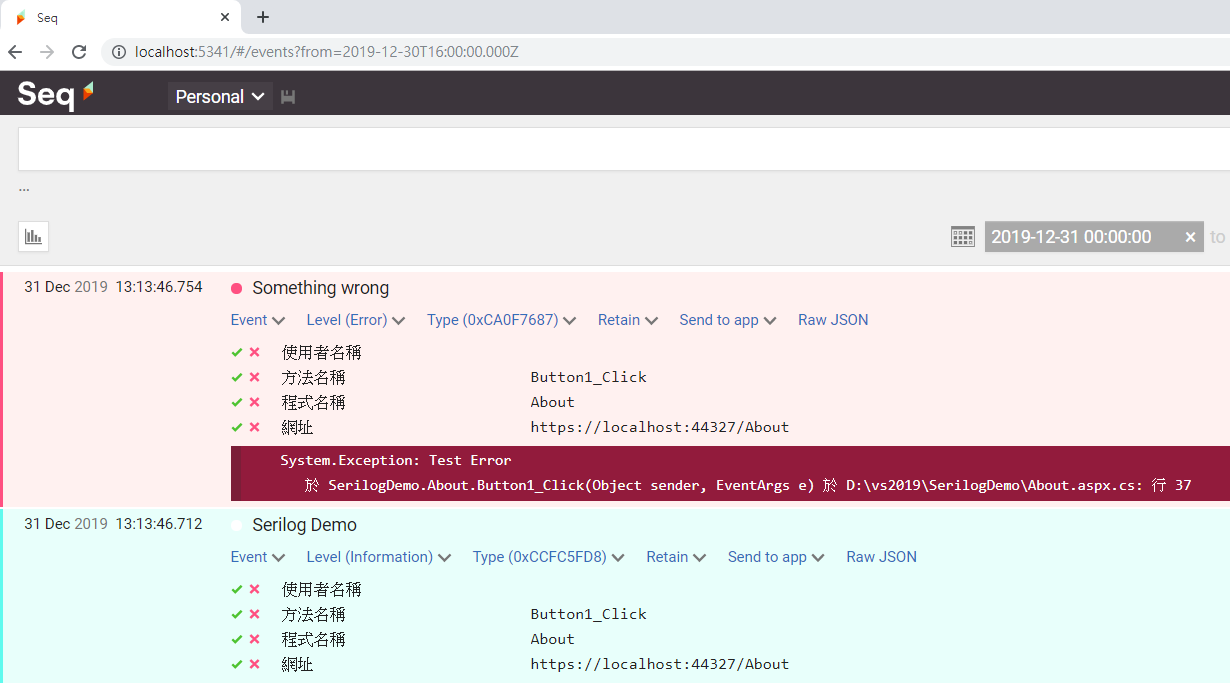 Seq
localhost:5341/#/events?from=2019-12-30T16:00:00.000Z
Seq Personal
...
2019-12-31 00:00:00 × to
31 Dec 2019 13:13:46.754 Something wrong
Event Level (Error) Type (0xCA0F7687) Retain Send to app Raw JSON
使用者名稱
方法名稱 Button1_Click
程式名稱 About
網址 https://localhost:44327/About
System.Exception: Test Error
於 SerilogDemo.About.Button1_Click(Object sender, EventArgs e) 於 D:\vs2019\SerilogDemo\About.aspx.cs: 行 37
31 Dec 2019 13:13:46.712 Serilog Demo
Event Level (Information) Type (0xCCFC5FD8) Retain Send to app Raw JSON
使用者名稱
方法名稱 Button1_Click
程式名稱 About
網址 https://localhost:44327/About